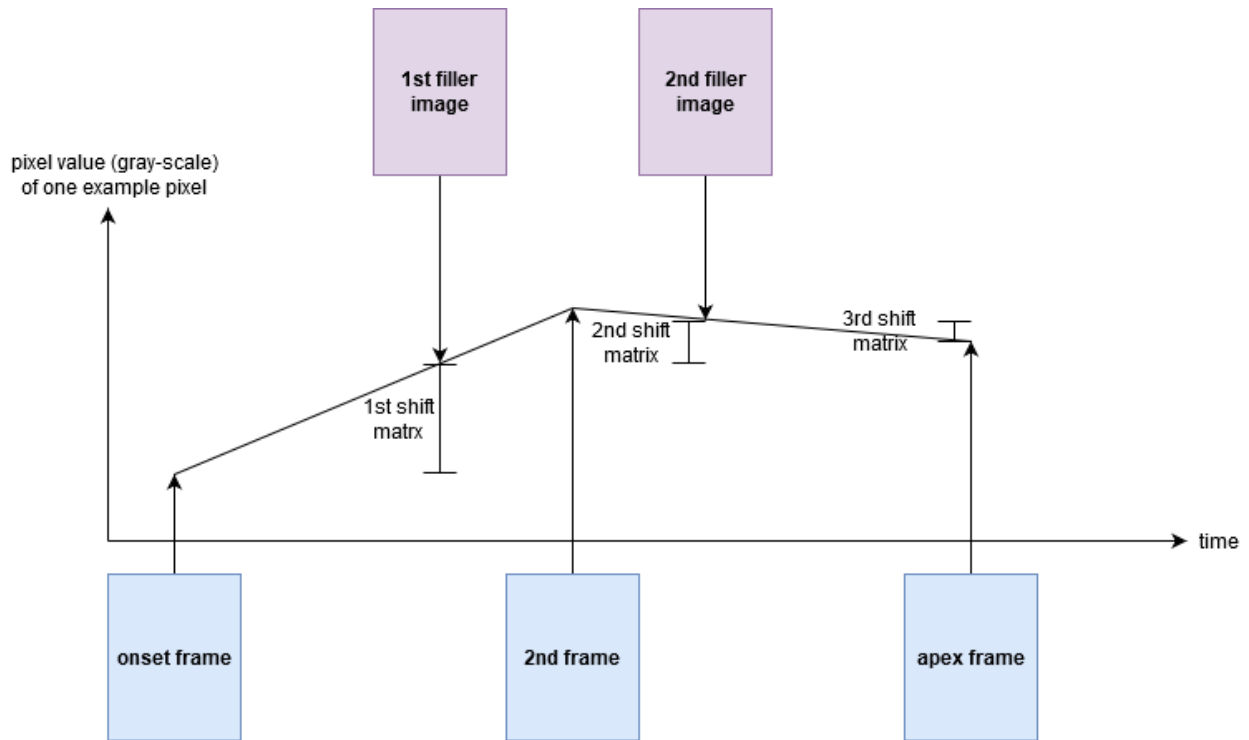 1st filler
image
2nd filler
image
pixel value (gray-scale)
of one example pixel
1st shift
matrx
2nd shift
matrix
3rd shift
matrix
time
onset frame
2nd frame
apex frame